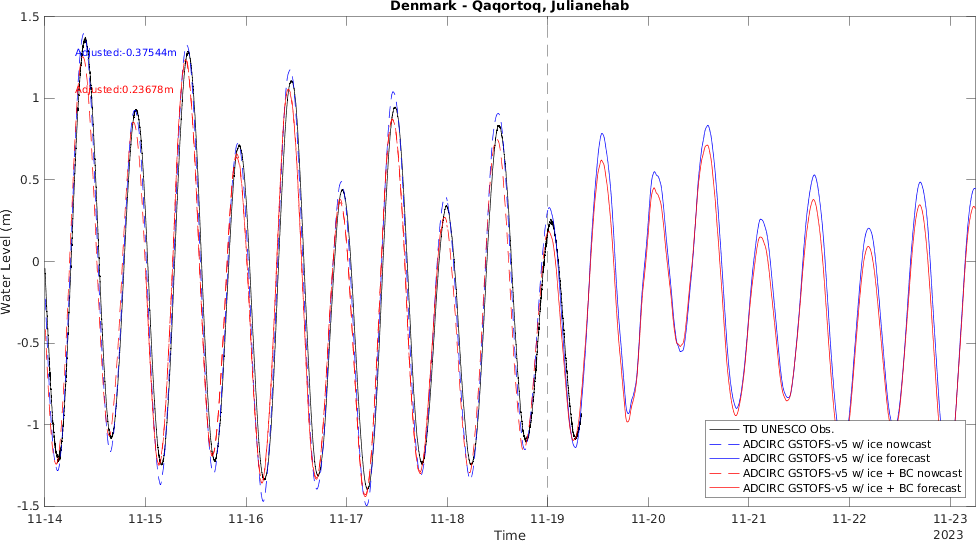 Denmark - Qaqortoq, Julianehab
1.5
Adjusted:-0.37544m
1
Adjusted:0.23678m
0.5
0
-0.5
-1
-1.5
Water Level (m)
TD UNESCO Obs.
ADCIRC GSTOFS-v5 w/ ice nowcast
ADCIRC GSTOFS-v5 w/ ice forecast
ADCIRC GSTOFS-v5 w/ ice + BC nowcast
ADCIRC GSTOFS-v5 w/ ice + BC forecast
11-14 11-15 11-16 11-17 11-18 11-19 11-20 11-21 11-22 11-23
Time 2023